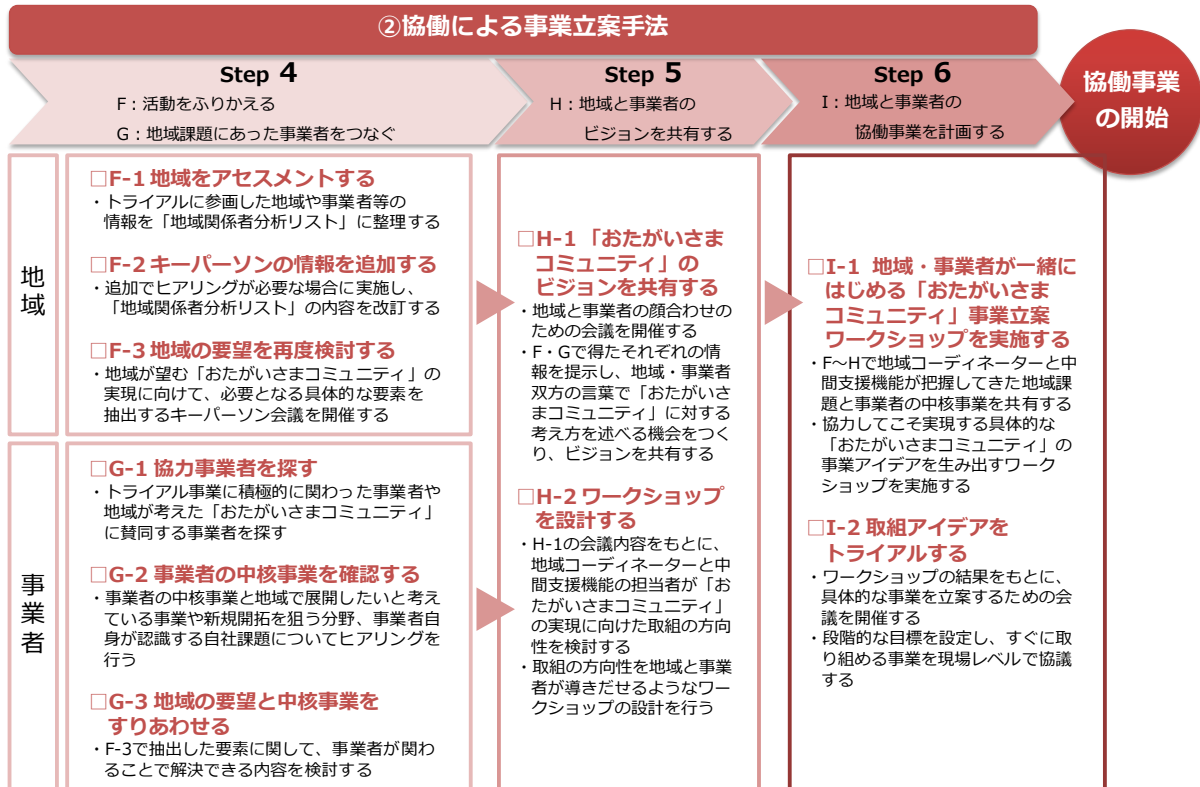 ②協働による事業立案手法
Step 4
F：活動をふりかえる
G：地域課題にあった事業者をつなぐ
Step 5
H：地域と事業者の
ビジョンを共有する
Step 6
I：地域と事業者の
協働事業を計画する
協働事業
の開始
地域
□F-1 地域をアセスメントする
・トライアルに参画した地域や事業者等の
情報を「地域関係者分析リスト」に整理する
□F-2 キーパーソンの情報を追加する
・追加でヒアリングが必要な場合に実施し、
「地域関係者分析リスト」の内容を改訂する
□F-3 地域の要望を再度検討する
・地域が望む「おたがいさまコミュニティ」の
実現に向けて、必要となる具体的な要素を
抽出するキーパーソン会議を開催する
事業者
□G-1 協力事業者を探す
・トライアル事業に積極的に関わった事業者や
地域が考えた「おたがいさまコミュニティ」
に賛同する事業者を探す
□G-2 事業者の中核事業を確認する
・事業者の中核事業と地域で展開したいと考え
ている事業や新規開拓を狙う分野、事業者自
身が認識する自社課題についてヒアリングを
行う
□G-3 地域の要望と中核事業を
すりあわせる
・F-3で抽出した要素に関して、事業者が関わ
ることで解決できる内容を検討する
□H-1 「おたがいさま
コミュニティ」の
ビジョンを共有する
・地域と事業者の顔合わせの
ための会議を開催する
・F・Gで得たそれぞれの情
報を提示し、地域・事業者
双方の言葉で「おたがいさ
まコミュニティ」に対する
考え方を述べる機会をつく
り、ビジョンを共有する
□H-2 ワークショップ
を設計する
・H-1の会議内容をもとに、
地域コーディネーターと中
間支援機能の担当者が「お
たがいさまコミュニティ」
の実現に向けた取組の方向
性を検討する
・取組の方向性を地域と事業
者が導きだせるようなワー
クショップの設計を行う
□I-1 地域・事業者が一緒に
はじめる「おたがいさま
コミュニティ」事業立案
ワークショップを実施する
・F～Hで地域コーディネーターと中
間支援機能が把握してきた地域課
題と事業者の中核事業を共有する
・協力してこそ実現する具体的な
「おたがいさまコミュニティ」の
事業アイデアを生み出すワーク
ショップを実施する
□I-2 取組アイデアを
トライアルする
・ワークショップの結果をもとに、
具体的な事業を立案するための会
議を開催する
・段階的な目標を設定し、すぐに取
り組める事業を現場レベルで協議
する